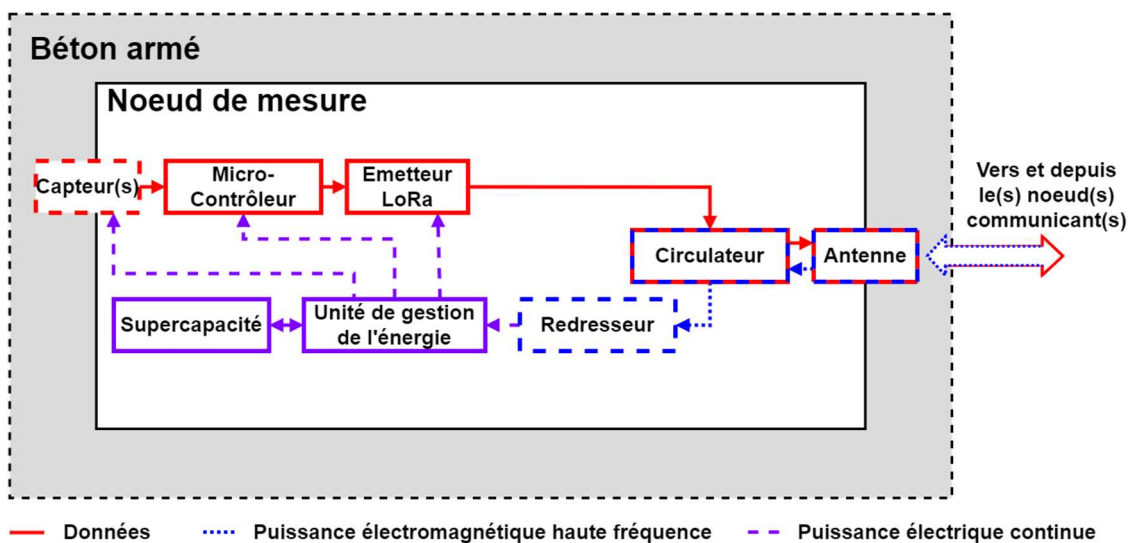 Béton armé
Noeud de mesure
Capteur(s)
Micro-
Contrôleur
Emetteur
LoRa
Vers et depuis
le(s) noeud(s)
communicant(s)
Circulateur
Antenne
Supercapacité
Unité de gestion
de l'énergie
Redresseur
Données
Puissance électromagnétique haute fréquence
Puissance électrique continue